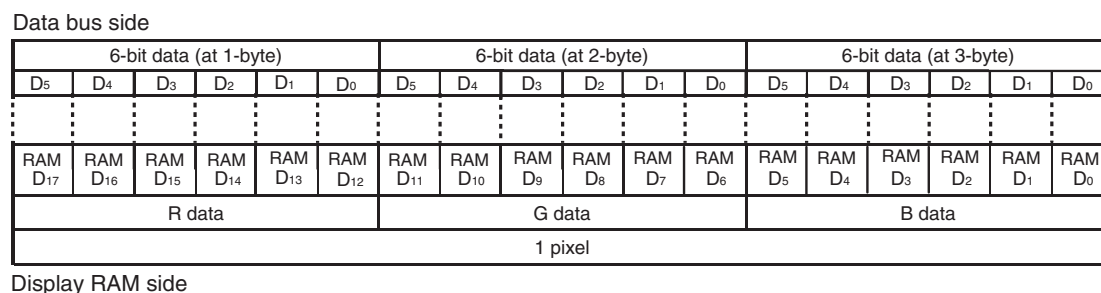 Data bus side
6-bit data (at 1-byte) 6-bit data (at 2-byte) 6-bit data (at 3-byte)
D5 D4 D3 D2 D1 D0 D5 D4 D3 D2 D1 D0 D5 D4 D3 D2 D1 D0
RAM RAM RAM RAM RAM RAM RAM RAM RAM RAM RAM RAM RAM RAM RAM RAM RAM RAM
D17 D16 D15 D14 D13 D12 D11 D10 D9 D8 D7 D6 D5 D4 D3 D2 D1 D0
R data G data B data
1 pixel
Display RAM side